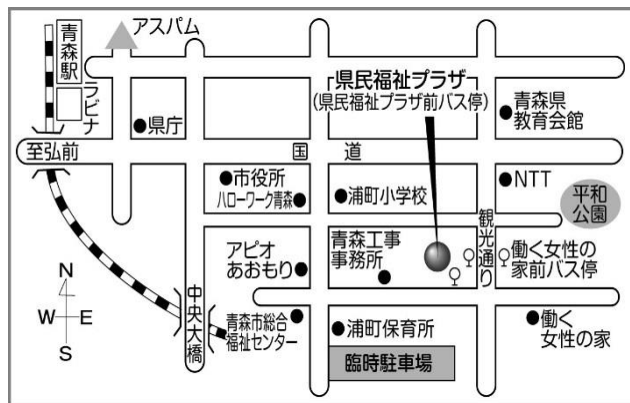 アスパム
青森駅
ラビナ
県民福祉プラザ
(県民福祉プラザ前バス停)
県庁
青森県
教育会館
至弘前
国道
市役所
ハローワーク青森
浦町小学校
NTT
平和
公園
アピオ
あおもり
青森工事
事務所
観光通り
働く女性の
家前バス停
N
W E
S
中央大橋
青森市総合
福祉センター
浦町保育所
働く
女性の家
臨時駐車場